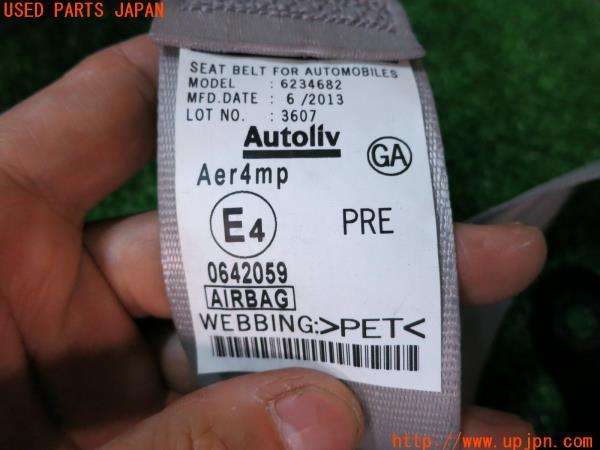 USED PARTS JAPAN
SEAT BELT FOR AUTOMOBILES
MODEL : 6234682
MFD.DATE : 6 /2013
LOT NO. : 3607
Autoliv
GA
Aer4mp
E4
PRE
0642059
AIRBAG
WEBBING:>PET<
http://www.upjpn.com/